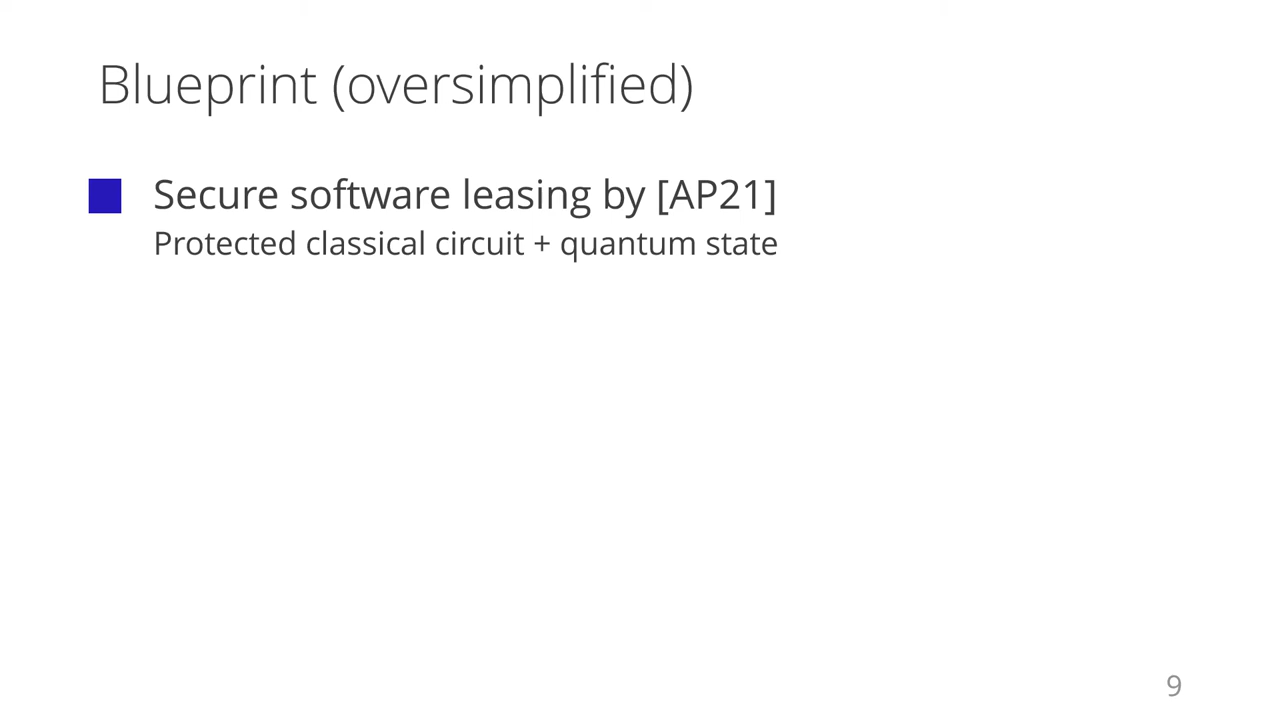 Blueprint (oversimplified)
Secure software leasing by [AP21]
Protected classical circuit + quantum state
9